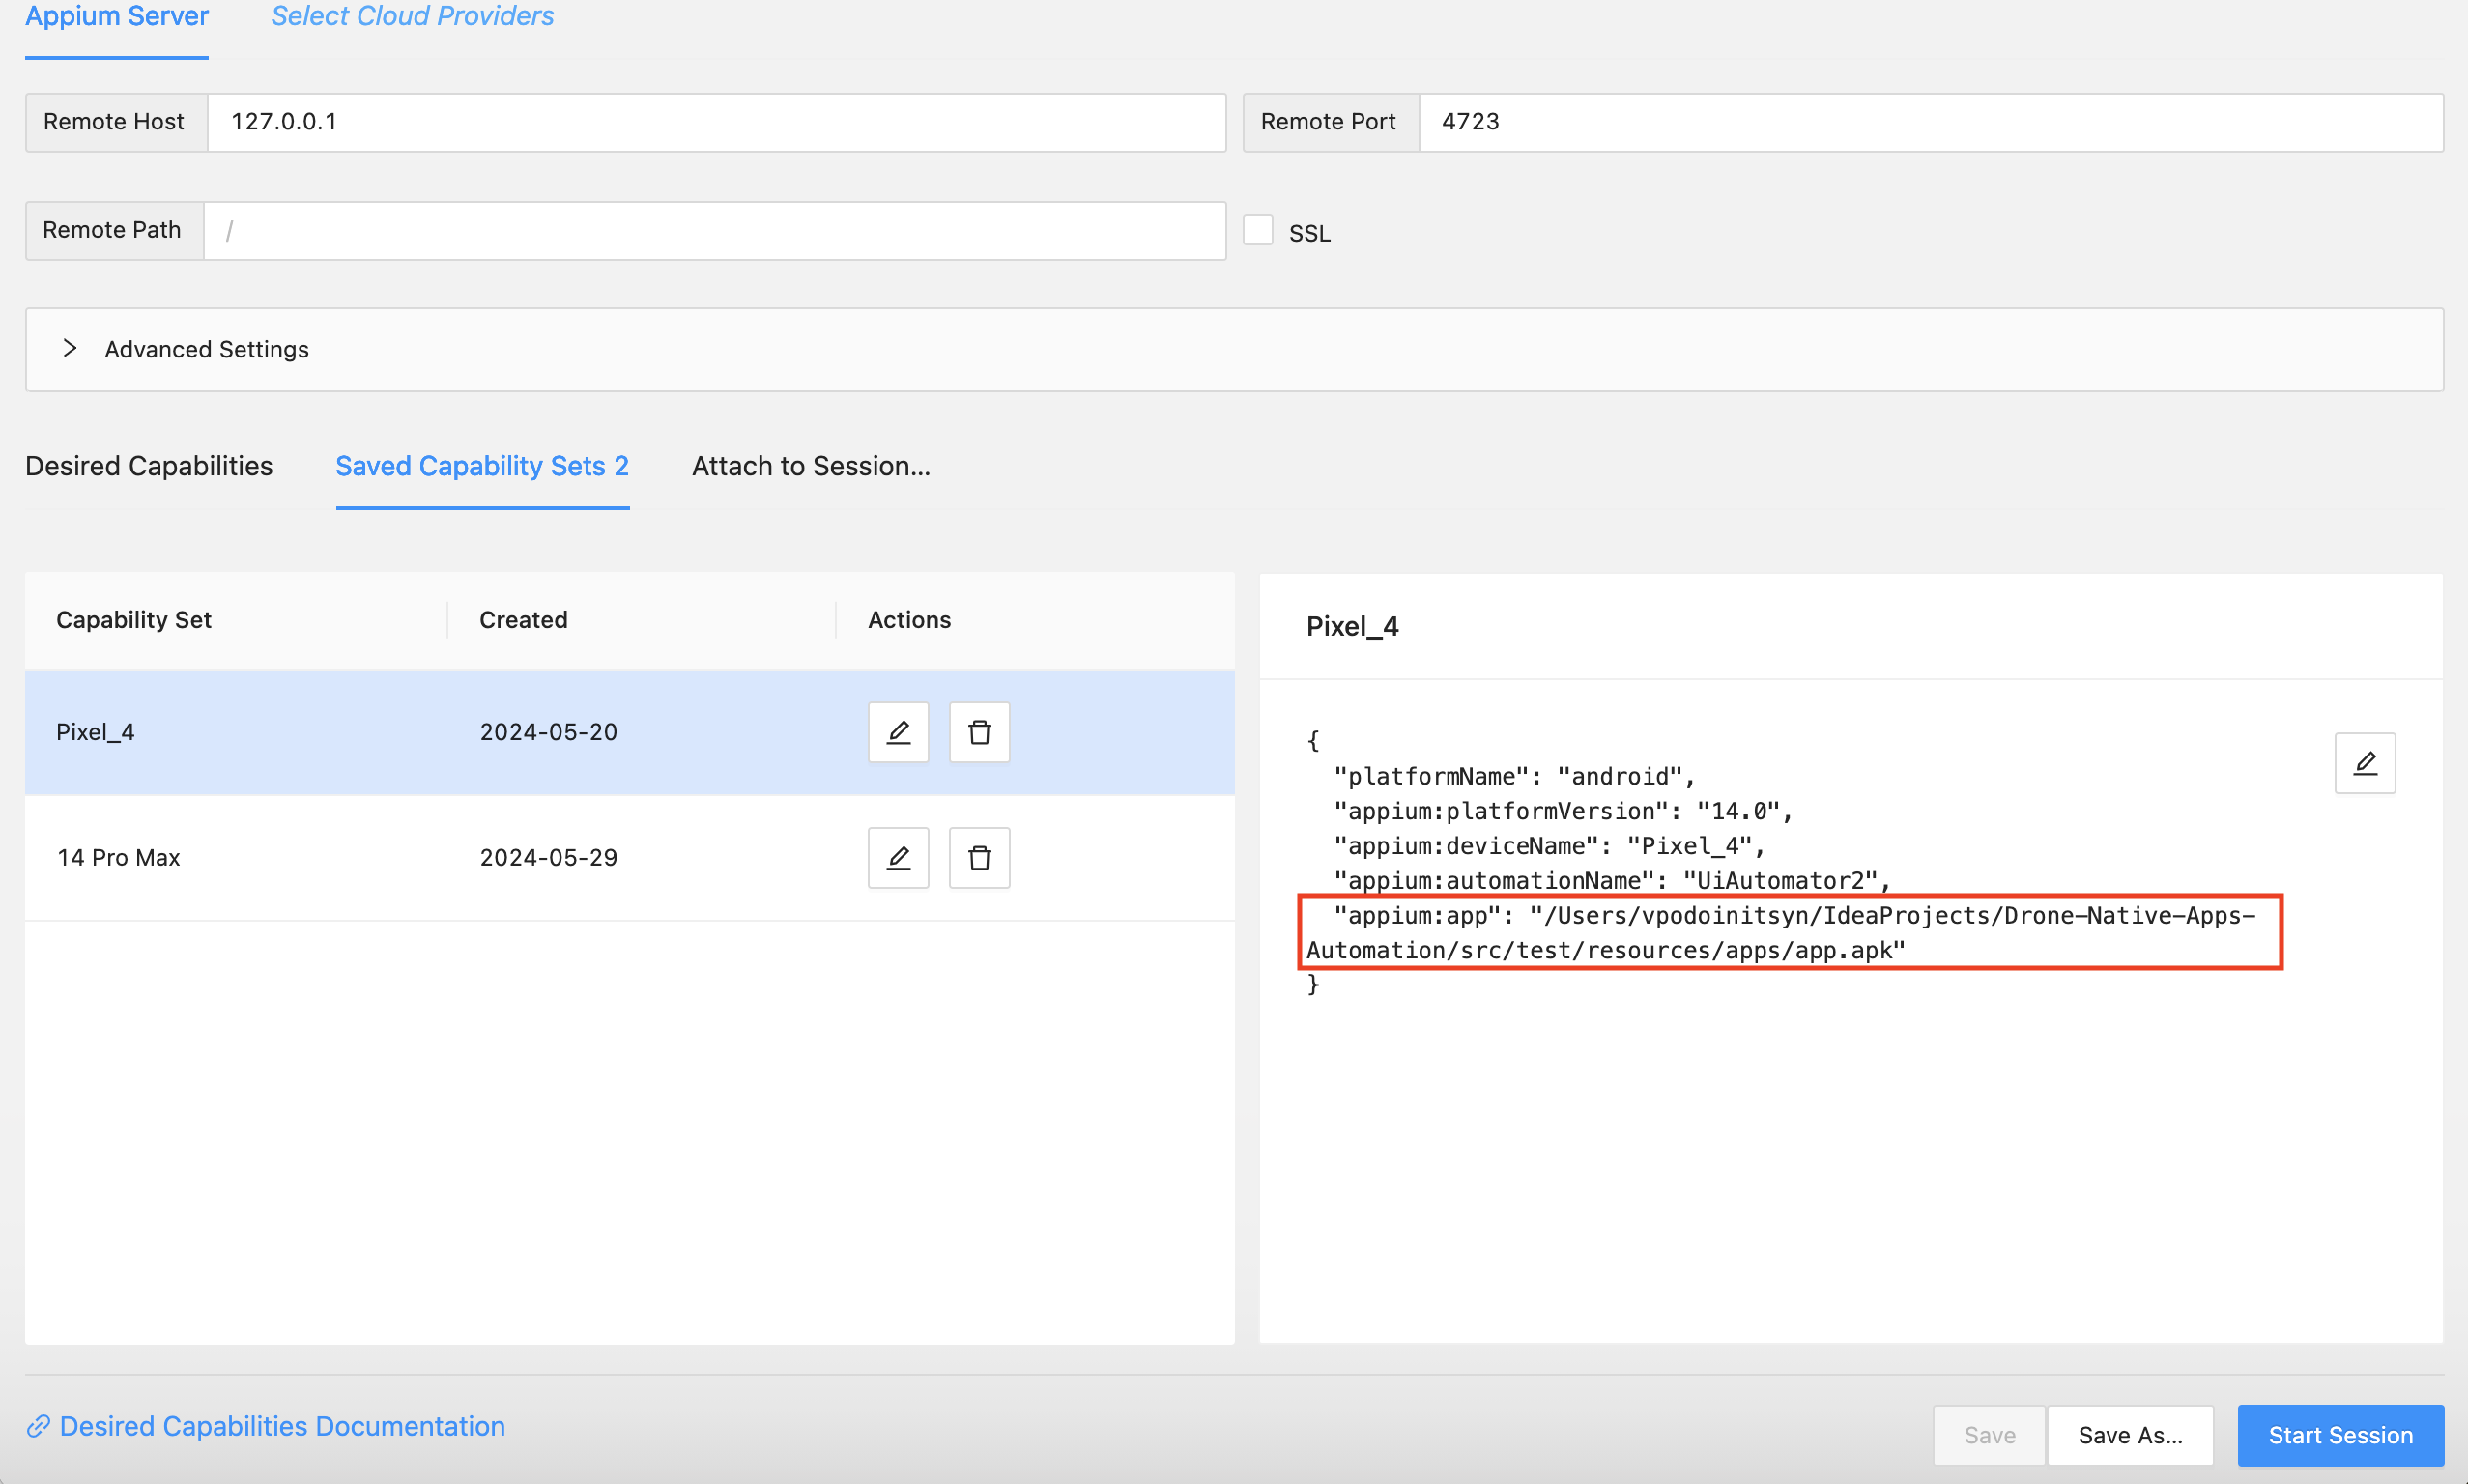 Appium Server Select Cloud Providers
Remote Host 127.0.0.1 Remote Port 4723
Remote Path / SSL
Advanced Settings
Desired Capabilities Saved Capability Sets 2 Attach to Session...
Capability Set Created Actions
Pixel_4 2024-05-20
14 Pro Max 2024-05-29
Pixel_4
{
"platformName": "android",
"appium:platformVersion": "14.0",
"appium:deviceName": "Pixel_4",
"appium:automationName": "UiAutomator2",
"appium:app": "/Users/vpodoinitsyn/IdeaProjects/Drone-Native-Apps-
Automation/src/test/resources/apps/app.apk"
}
Desired Capabilities Documentation
Save Save As... Start Session